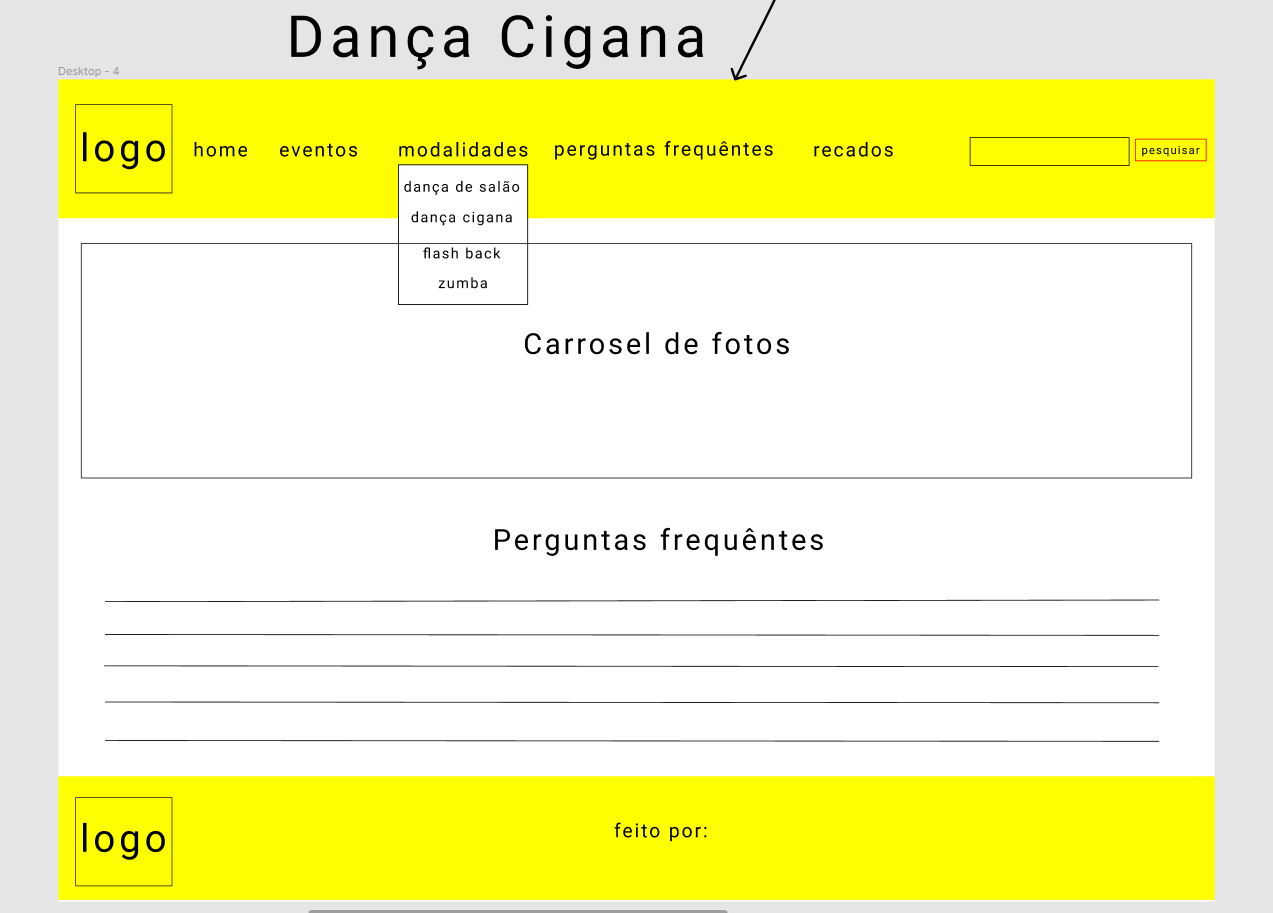 Dança Cigana
Desktop - 4
logo
home eventos modalidades perguntas frequêntes recados pesquisar
dança de salão
dança cigana
flash back
zumba
Carrosel de fotos
Perguntas frequêntes
logo
feito por: